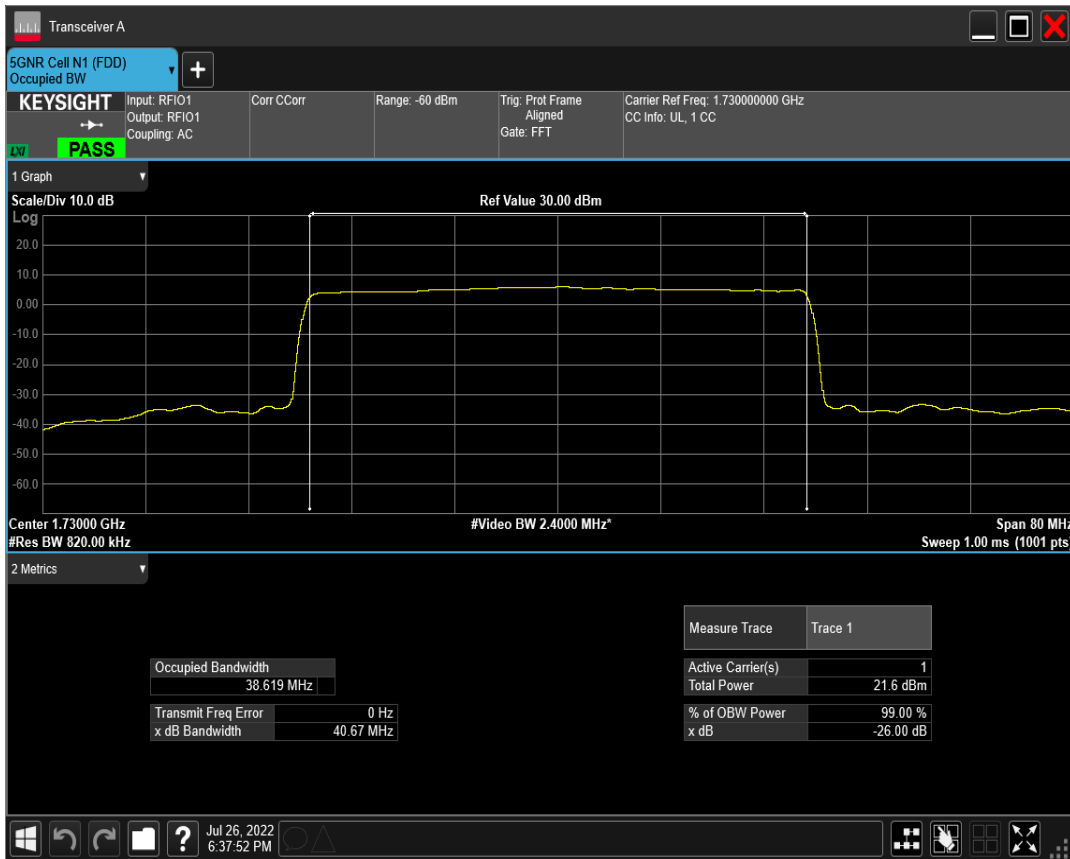 Transceiver A
5GNR Cell N1 (FDD)
Occupied BW
+
KEYSIGHT
LXI
PASS
Input: RFIO1
Output: RFIO1
Coupling: AC
Corr CCorr
Range: -60 dBm
Trig: Prot Frame
Aligned
Gate: FFT
Carrier Ref Freq: 1.730000000 GHz
CC Info: UL, 1 CC
1 Graph
Scale/Div 10.0 dB
Ref Value 30.00 dBm
Log
20.0
10.0
0.00
-10.0
-20.0
-30.0
-40.0
-50.0
-60.0
Center 1.73000 GHz
#Video BW 2.4000 MHz*
Span 80 MHz
#Res BW 820.00 kHz
Sweep 1.00 ms (1001 pts)
2 Metrics
Measure Trace Trace 1
Occupied Bandwidth
38.619 MHz
Active Carrier(s) 1
Total Power 21.6 dBm
Transmit Freq Error 0 Hz
x dB Bandwidth 40.67 MHz
% of OBW Power 99.00 %
x dB -26.00 dB
?
Jul 26, 2022
6:37:52 PM